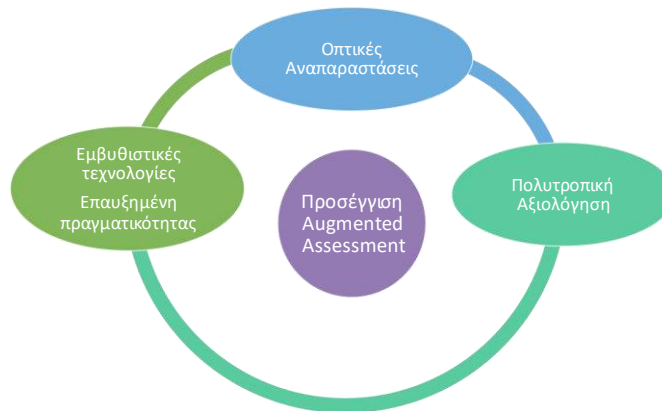 Οπτικές
Αναπαραστάσεις
Εμβυθιστικές
τεχνολογίες
Επαυξημένη
πραγματικότητας
Προσέγγιση
Augmented
Assessment
Πολυτροπική
Αξιολόγηση